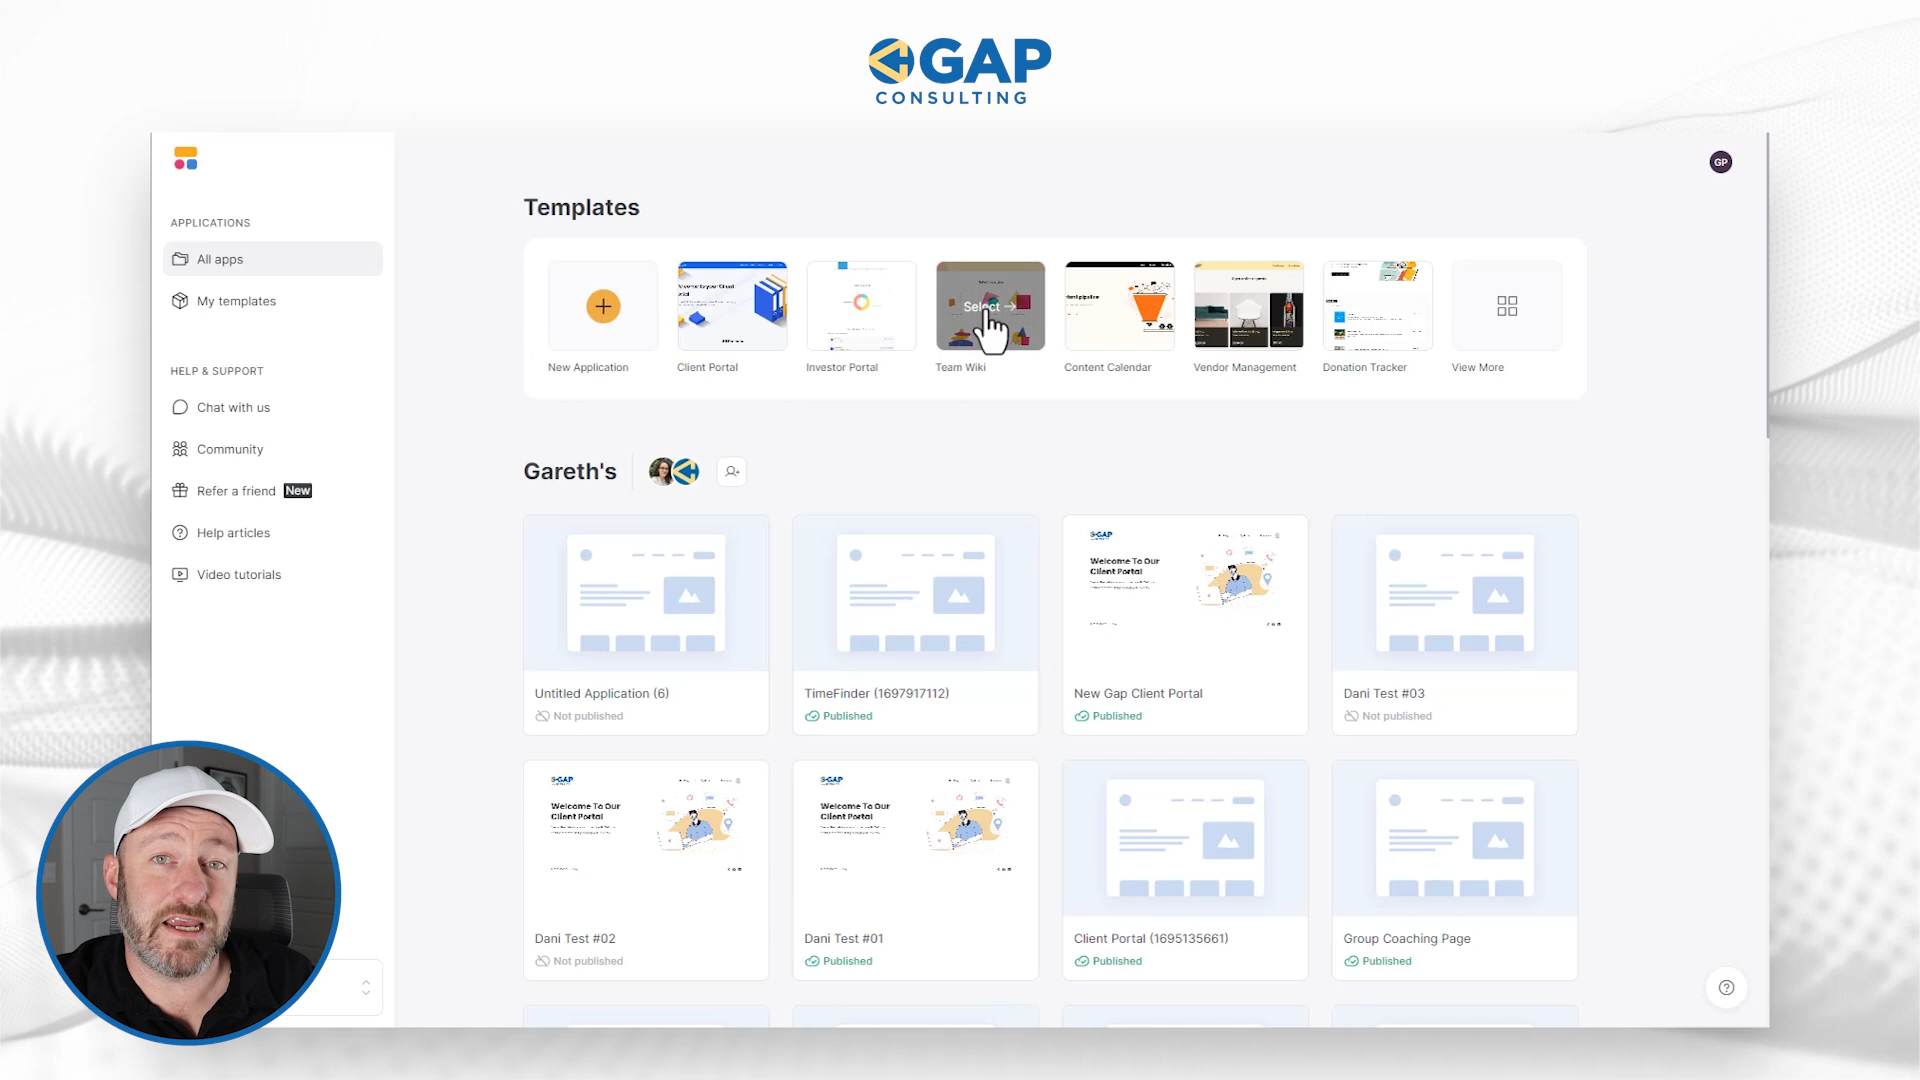 GAP
CONSULTING
GP
APPLICATIONS
All apps
My templates
HELP & SUPPORT
Chat with us
Community
Refer a friend New
Help articles
Video tutorials
Templates
Select →
New Application
Client Portal
Investor Portal
Team Wiki
Content Calendar
Vendor Management
Donation Tracker
View More
Gareth's
GAP
Welcome To Our
Client Portal
Untitled Application (6)
Not published
TimeFinder (1697917112)
Published
New Gap Client Portal
Published
Dani Test #03
Not published
GAP
Welcome To Our
Client Portal
GAP
Welcome To Our
Client Portal
Dani Test #02
Not published
Dani Test #01
Published
Client Portal (1695135661)
Published
Group Coaching Page
Published